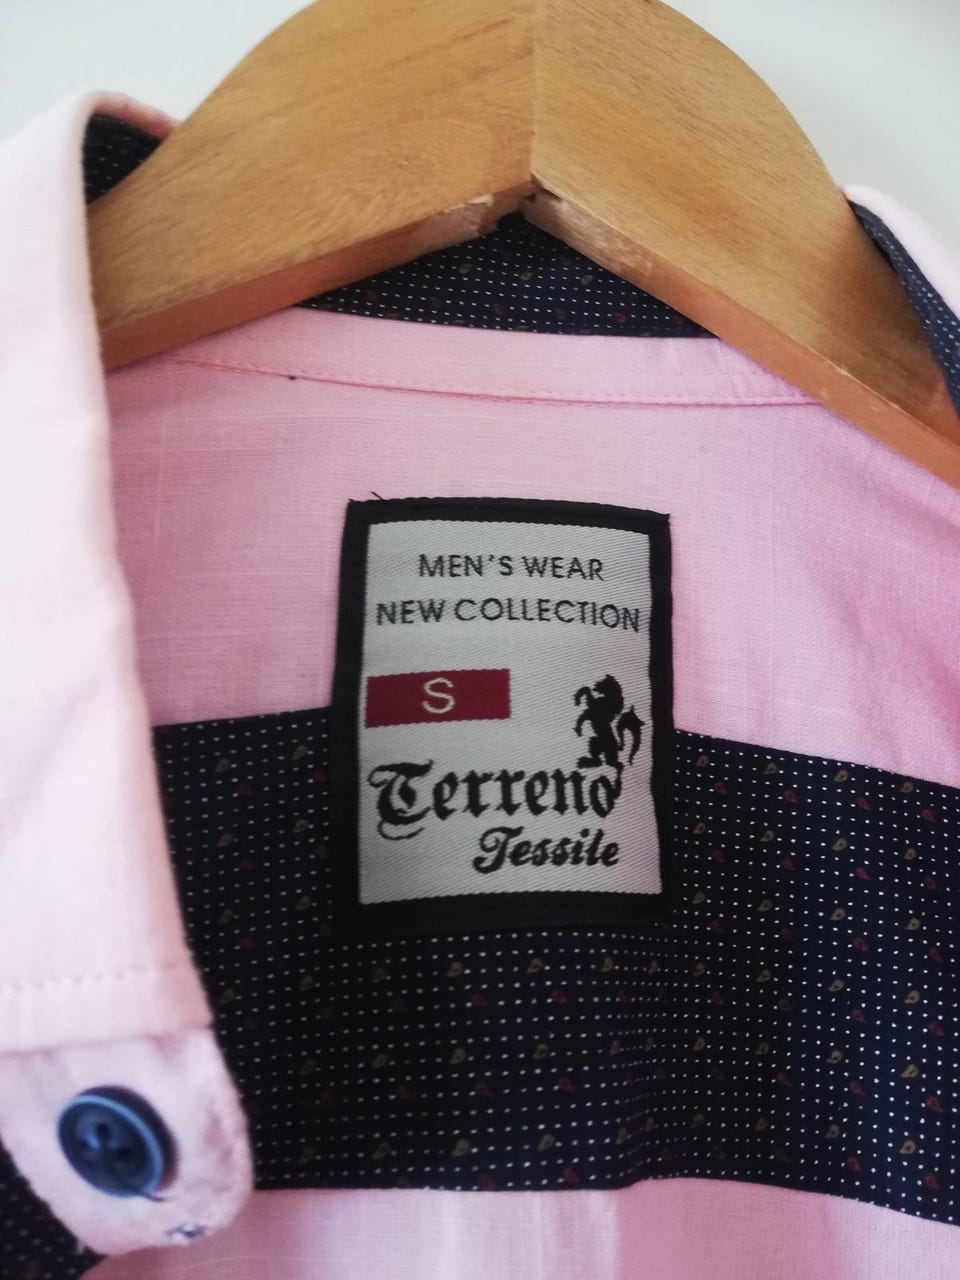 MEN'S WEAR
NEW COLLECTION
S
Terreno
Tessile